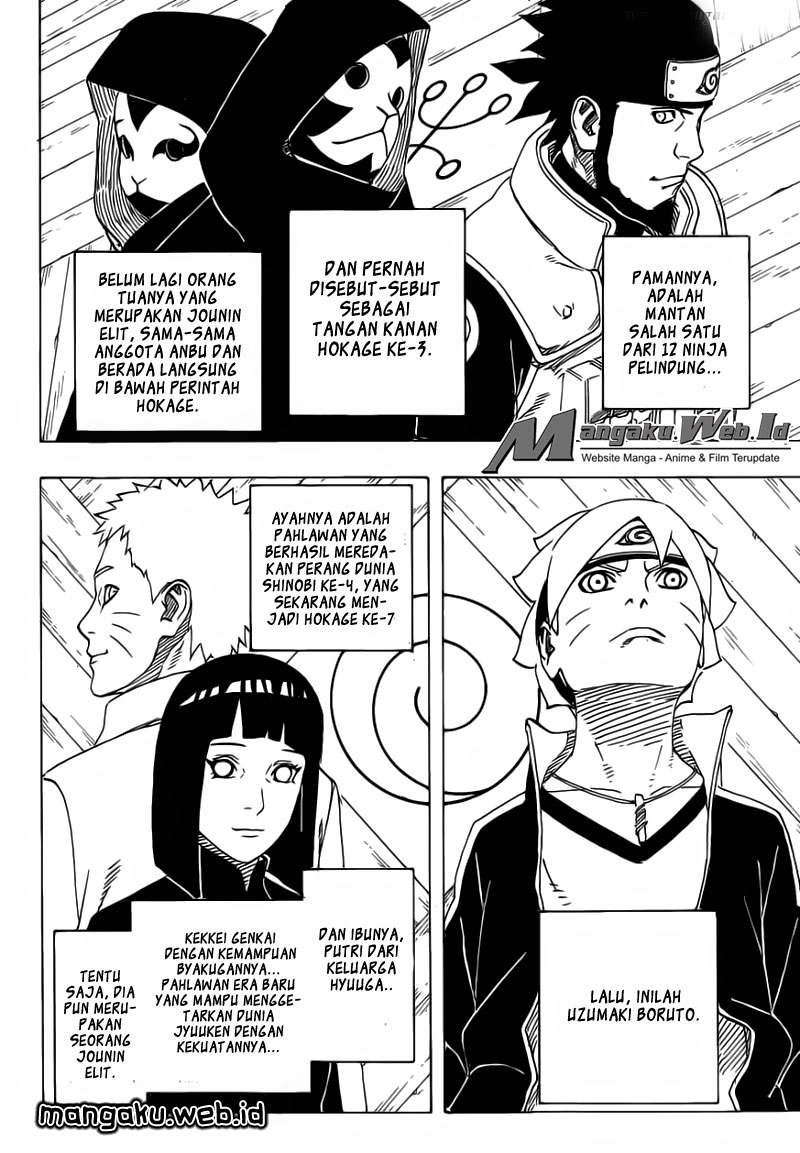 PAMANNYA,
ADALAH
MANTAN
SALAH SATU
DARI 12 NINJA
PELINDUNG...
DAN PERNAH
DISEBUT-SEBUT
SEBAGAI
TANGAN KANAN
HOKAGE KE-3.
BELUM LAGI ORANG
TUANYA YANG
MERUPAKAN JOUNIN
ELIT, SAMA-SAMA
ANGGOTA ANBU DAN
BERADA LANGSUNG
DI BAWAH PERINTAH
HOKAGE.
Mangaku.Web.Id
Website Manga - Anime & Film Terupdate
LALU, INILAH
UZUMAKI BORUTO.
AYAHNYA ADALAH
PAHLAWAN YANG
BERHASIL MEREDA-
KAN PERANG DUNIA
SHINOBI KE-4, YANG
SEKARANG MEN-
JADI HOKAGE KE-7
DAN IBUNYA,
PUTRI DARI
KELUARGA
HYUUGA..
KEKKEI GENKAI
DENGAN KEMAMPUAN
BYAKUGANNYA...
PAHLAWAN ERA BARU
YANG MAMPU MENGGE-
TARKAN DUNIA
JYUUKEN DENGAN
KEKUATANNYA...
TENTU
SAJA, DIA
PUN MERU-
PAKAN
SEORANG
JOUNIN
ELIT.
mangaku.web.id